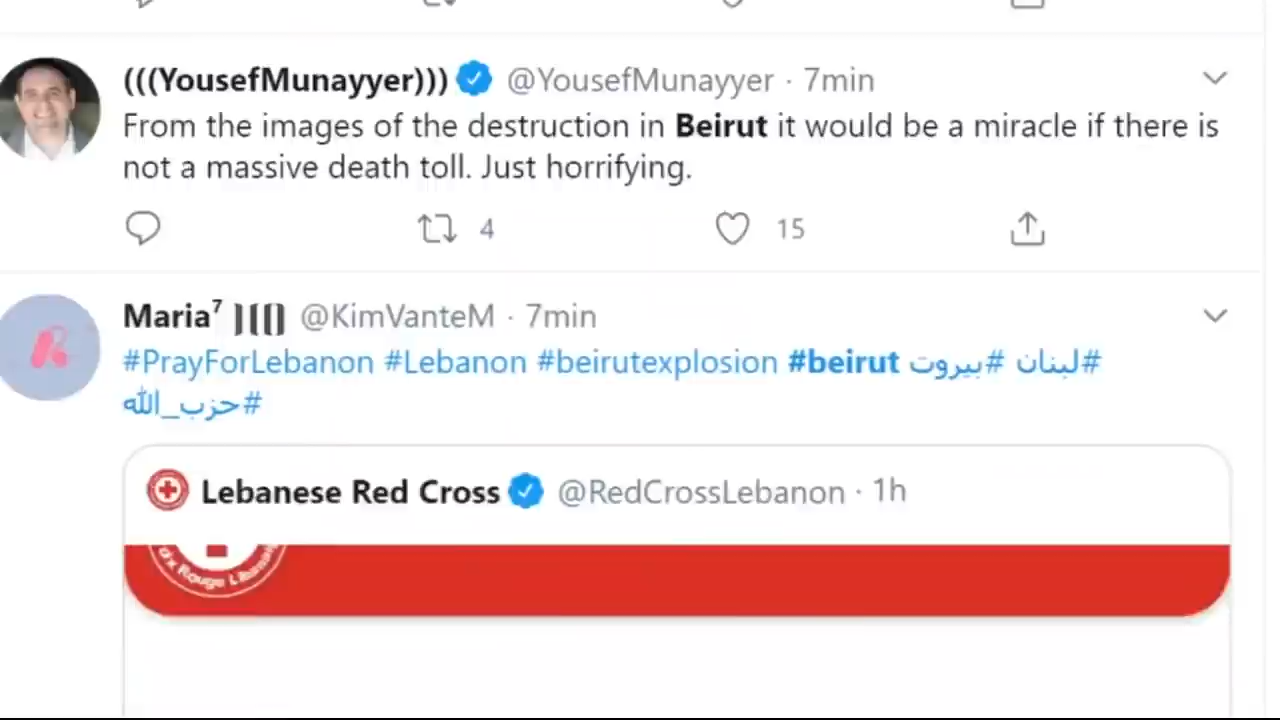 (((YousefMunayyer))) @YousefMunayyer · 7min
From the images of the destruction in Beirut it would be a miracle if there is
not a massive death toll. Just horrifying.
4 15
Maria⁷ @KimVanteM · 7min
#PrayForLebanon #Lebanon #beirutexplosion #beirut #لبنان #بيروت
#حزب_الله
Lebanese Red Cross @RedCrossLebanon · 1h
Rouge